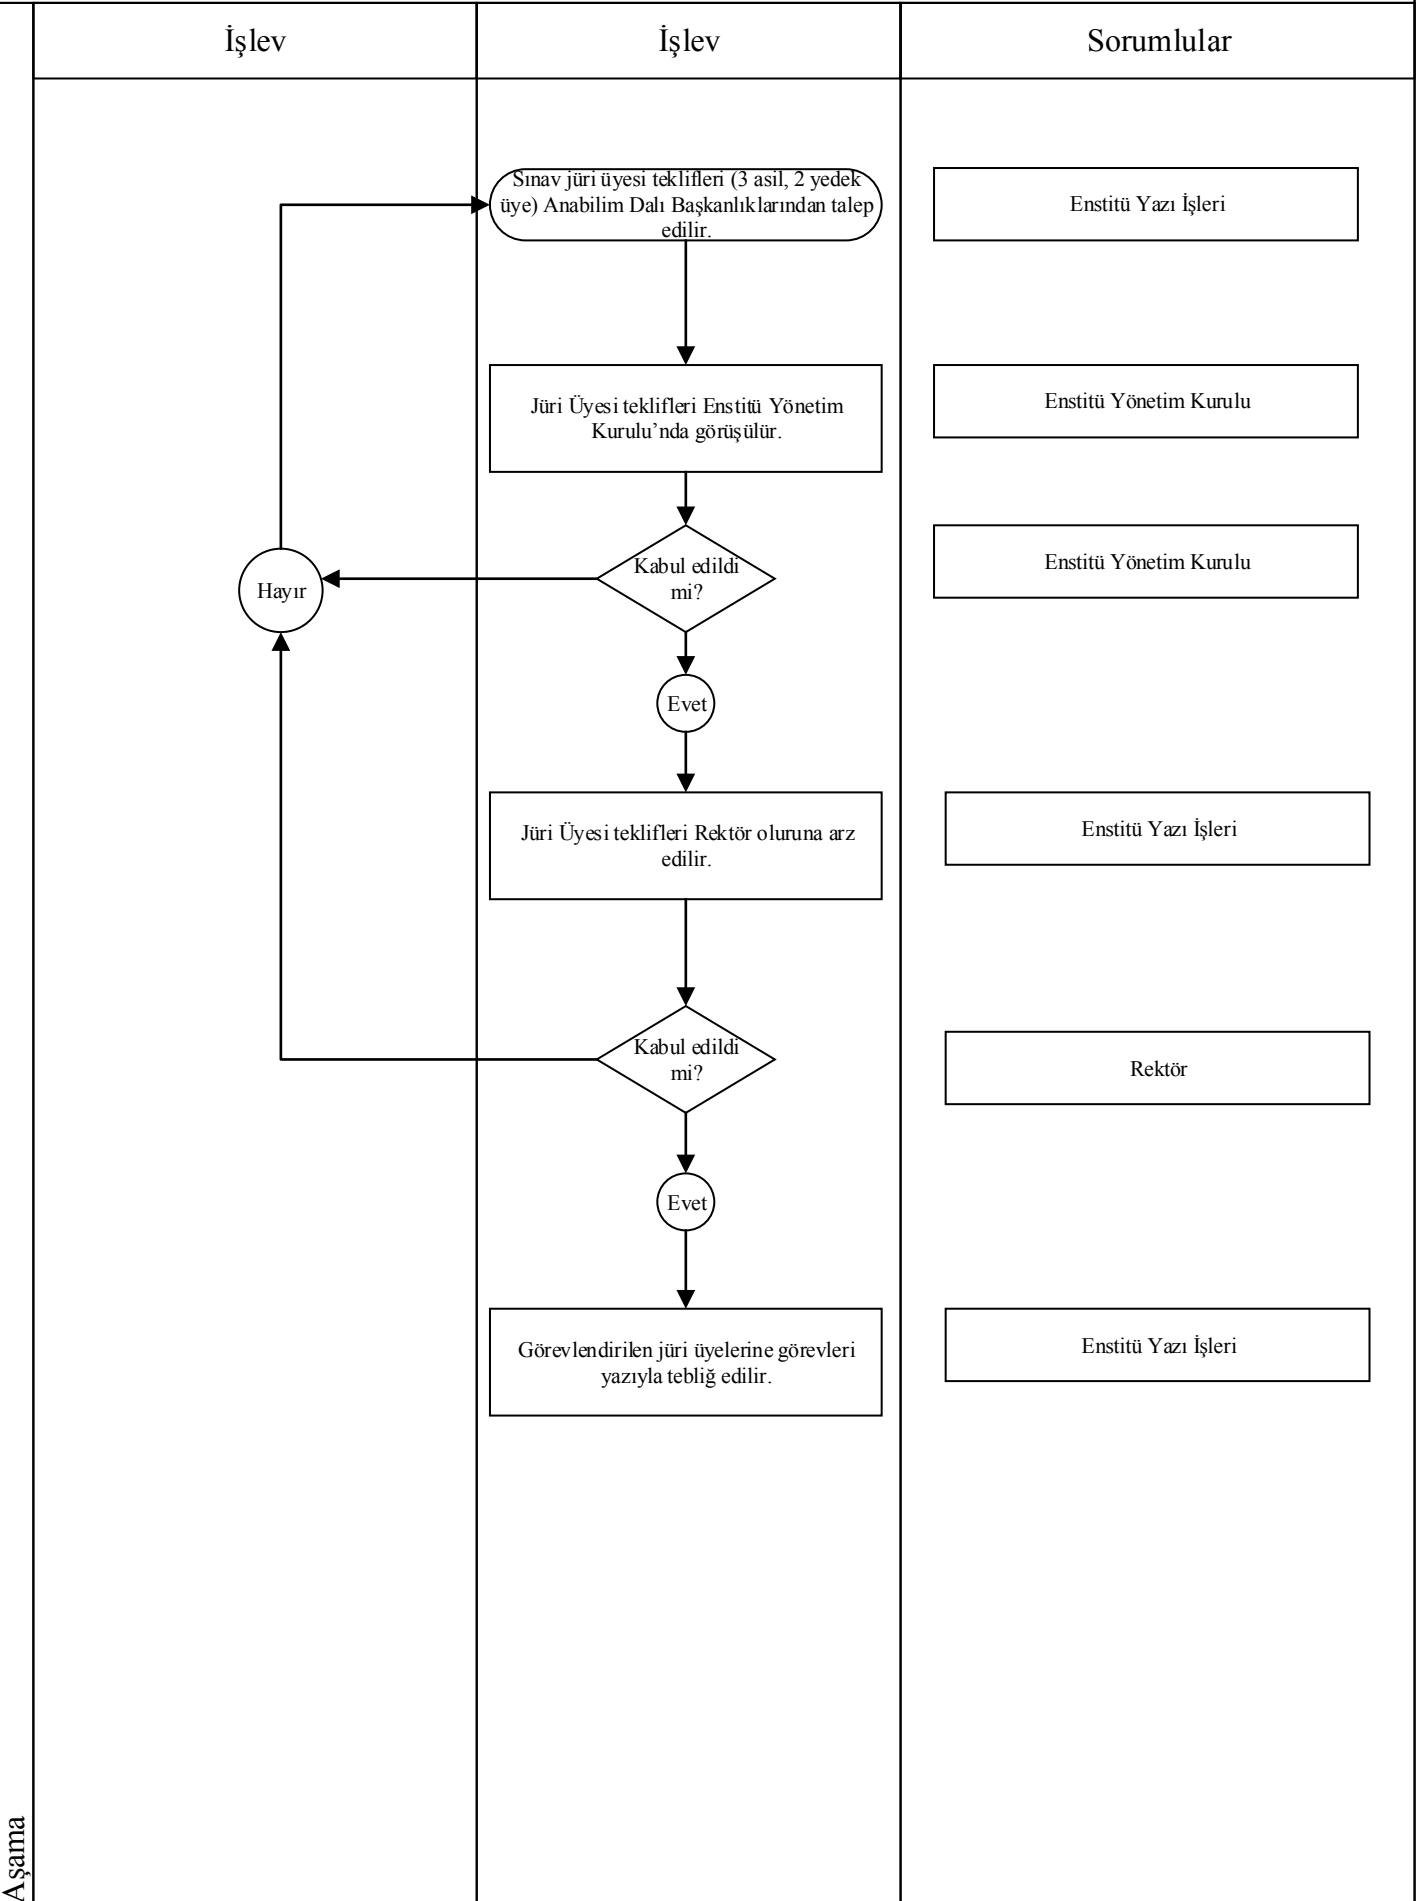 İşlev
İşlev
Sorumlular
Sınav jüri üyesi teklifleri (3 asil, 2 yedek
üye) Anabilim Dalı Başkanlıklarından talep
edilir.
Enstitü Yazı İşleri
Jüri Üyesi teklifleri Enstitü Yönetim
Kurulu’nda görüşülür.
Enstitü Yönetim Kurulu
Kabul edildi
mi?
Enstitü Yönetim Kurulu
Hayır
Evet
Jüri Üyesi teklifleri Rektör oluruna arz
edilir.
Enstitü Yazı İşleri
Kabul edildi
mi?
Rektör
Evet
Görevlendirilen jüri üyelerine görevleri
yazıyla tebliğ edilir.
Enstitü Yazı İşleri
Aşama